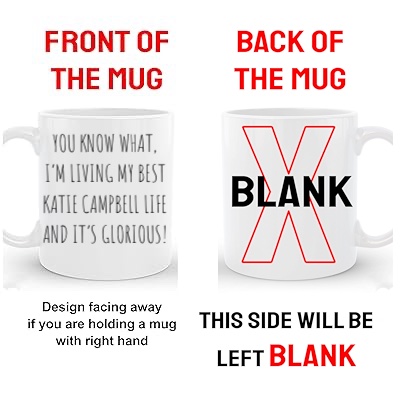 FRONT OF
THE MUG
YOU KNOW WHAT,
I'M LIVING MY BEST
KATIE CAMPBELL LIFE
AND IT'S GLORIOUS!
Design facing away
if you are holding a mug
with right hand
BACK OF
THE MUG
X
BLANK
THIS SIDE WILL BE
LEFT BLANK